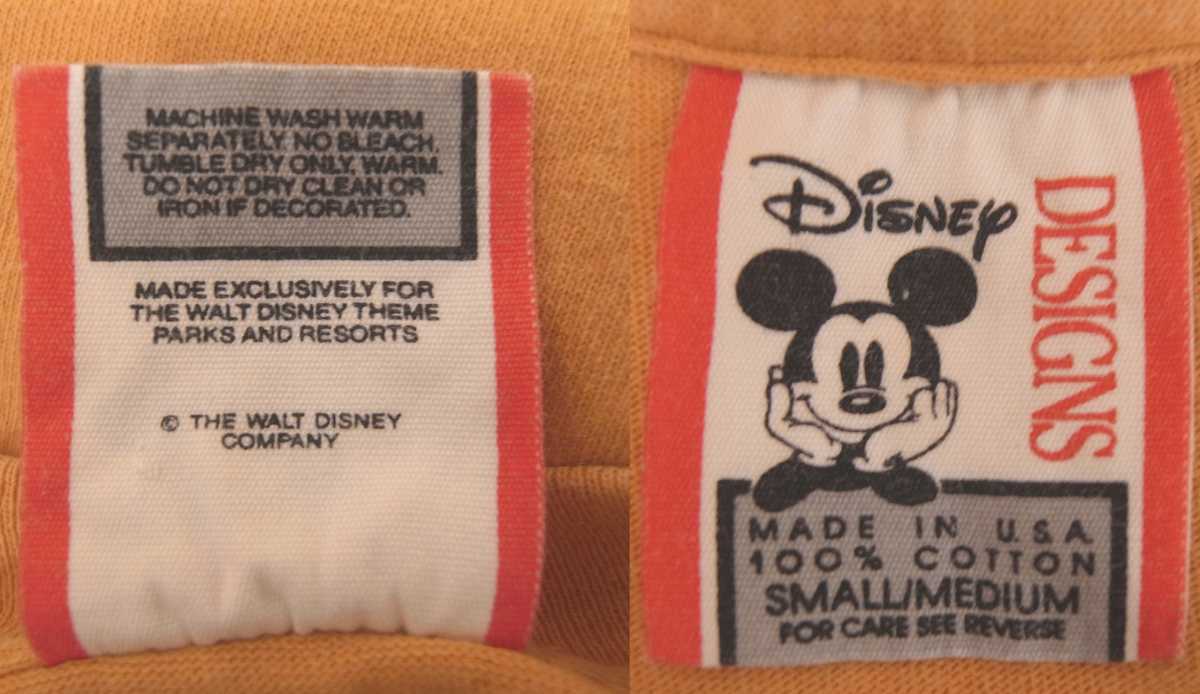 MACHINE WASH WARM
SEPARATELY NO BLEACH.
TUMBLE DRY ONLY, WARM.
DO NOT DRY CLEAN OR
IRON IF DECORATED.
MADE EXCLUSIVELY FOR
THE WALT DISNEY THEME
PARKS AND RESORTS
© THE WALT DISNEY
COMPANY
DISNEY
DESIGNS
MADE IN U.S.A.
100% COTTON
SMALL/MEDIUM
FOR CARE SEE REVERSE